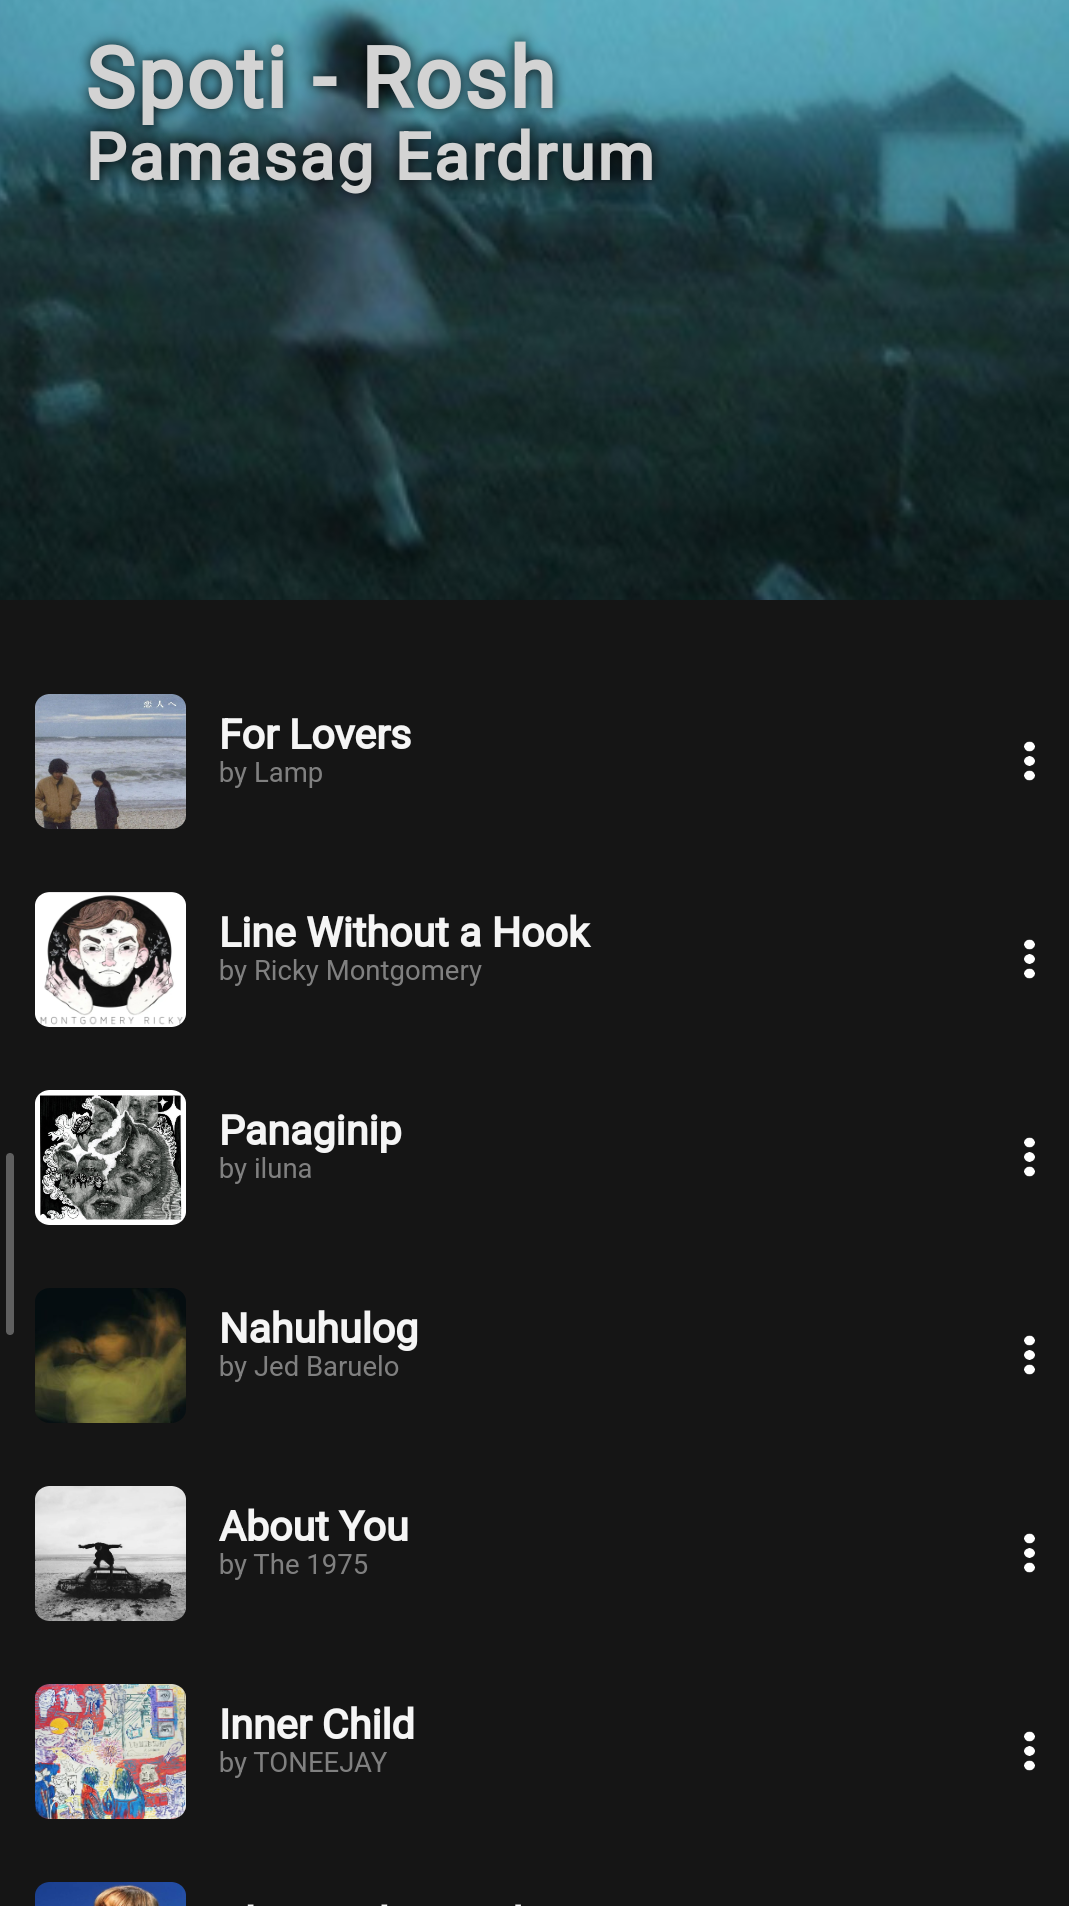 Spoti - Rosh
Pamasag Eardrum
恋人へ
For Lovers
by Lamp
Line Without a Hook
by Ricky Montgomery
MONTGOMERY RICKY
Panaginip
by iluna
Nahuhulog
by Jed Baruelo
About You
by The 1975
Inner Child
by TONEEJAY